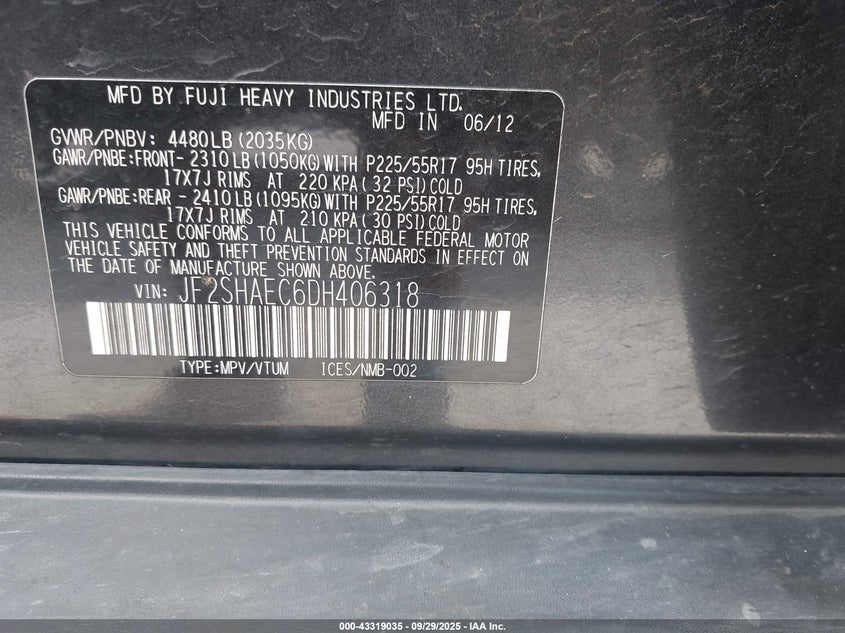 MFD BY FUJI HEAVY INDUSTRIES LTD.
MFD IN 06/12
GVWR/PNBV: 4480LB(2035KG)
GAWR/PNBE:FRONT- 2310LB(1050KG)WITH P225/55R17 95H TIRES,
17X7J RIMS AT 220 KPA(32 PSI)COLD
GAWR/PNBE:REAR - 2410LB(1095KG)WITH P225/55R17 95H TIRES,
17X7J RIMS AT 210 KPA(30 PSI)COLD
THIS VEHICLE CONFORMS TO ALL APPLICABLE FEDERAL MOTOR
VEHICLE SAFETY AND THEFT PREVENTION STANDARDS IN EFFECT ON
THE DATE OF MANUFACTURE SHOWN ABOVE.
VIN: JF2SHAEC6DH406318
TYPE:MPV/VTUM ICES/NMB-002
000-43319035 - 09/29/2025 - IAA Inc.